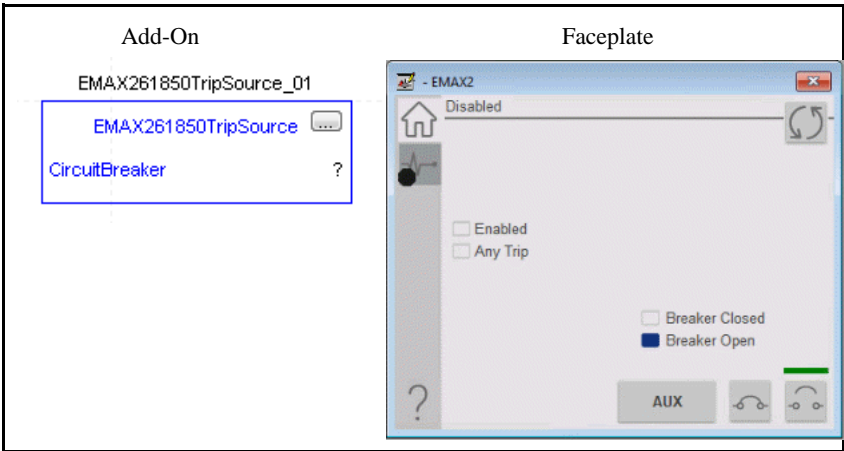 Add-On Faceplate
EMAX261850TripSource_01
EMAX261850TripSource ...
CircuitBreaker ?
- EMAX2
Disabled
Enabled
Any Trip
Breaker Closed
Breaker Open
? AUX